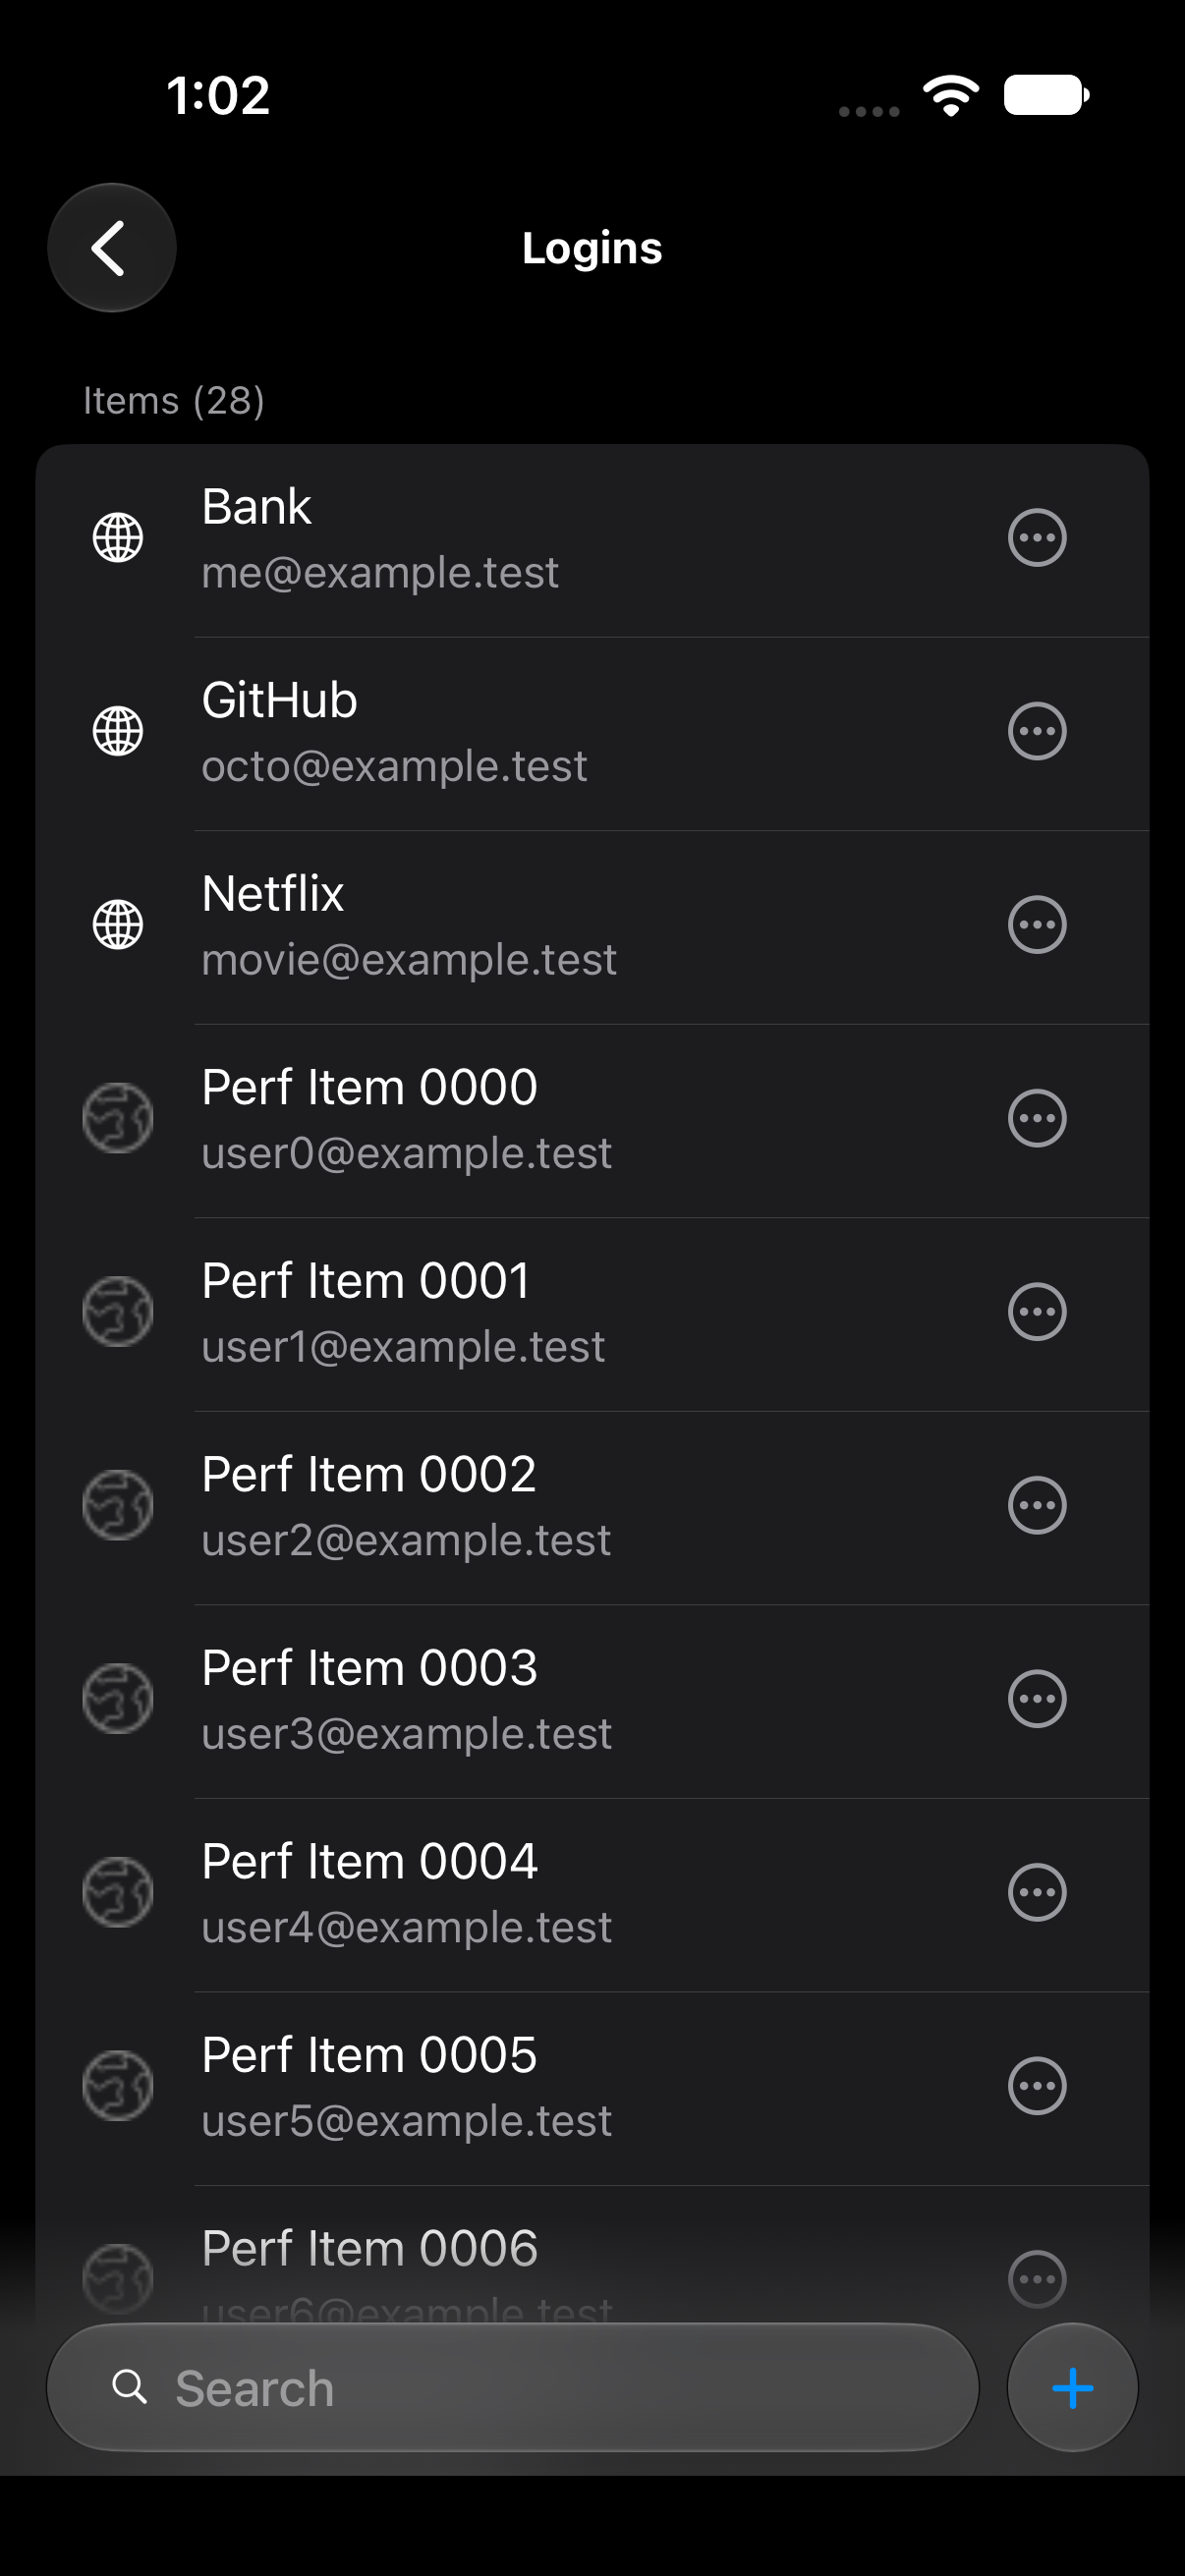 1:02
Logins
Items (28)
Bank
me@example.test
GitHub
octo@example.test
Netflix
movie@example.test
Perf Item 0000
user0@example.test
Perf Item 0001
user1@example.test
Perf Item 0002
user2@example.test
Perf Item 0003
user3@example.test
Perf Item 0004
user4@example.test
Perf Item 0005
user5@example.test
Perf Item 0006
user6@example.test
Search